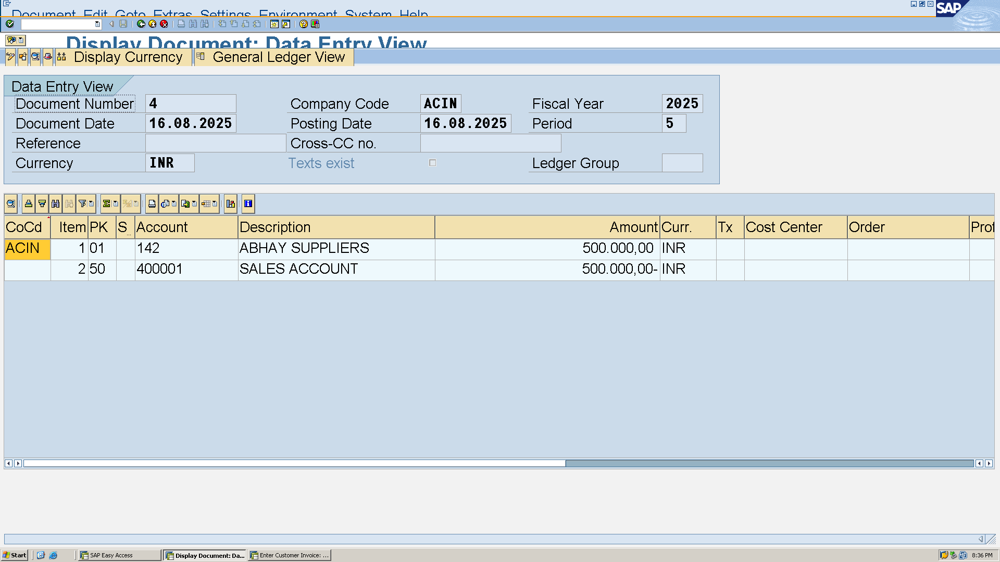 Document Edit Goto Extras Settings Environment System Help
SAP
Display Document: Data Entry View
Display Currency General Ledger View
Data Entry View
Document Number 4 Company Code ACIN Fiscal Year 2025
Document Date 16.08.2025 Posting Date 16.08.2025 Period 5
Reference Cross-CC no.
Currency INR Texts exist Ledger Group
CoCd Item PK S... Account Description Amount Curr. Tx Cost Center Order Prof
ACIN 1 01 142 ABHAY SUPPLIERS 500.000,00 INR
2 50 400001 SALES ACCOUNT 500.000,00- INR
Start SAP Easy Access Display Document: Da... Enter Customer Invoice: ... 8:36 PM